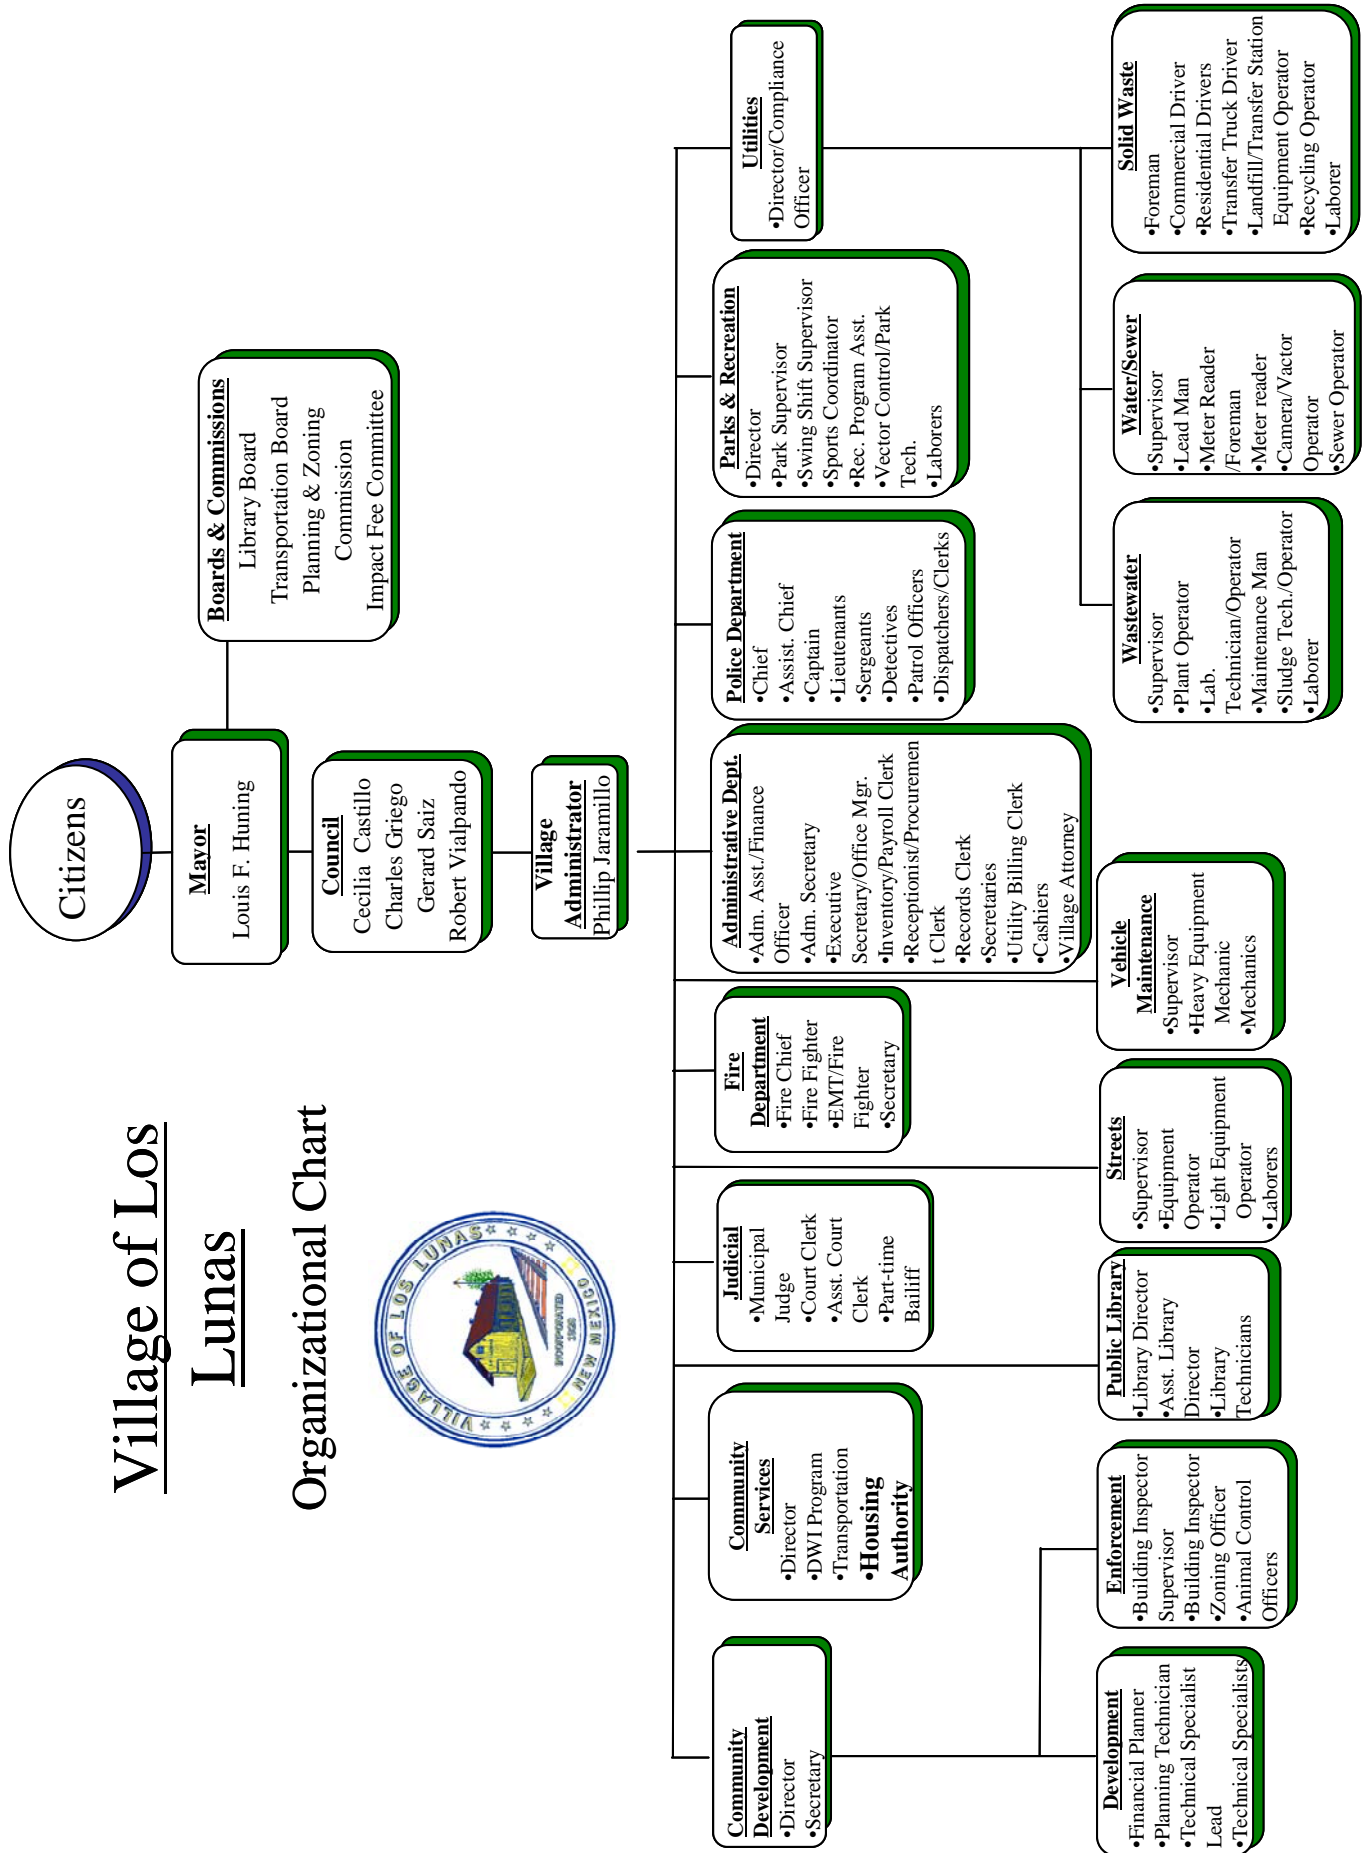 Village of Los
Lunas
Organizational Chart
VILLAGE OF LOS LUNAS
INCORPORATED
1928
NEW MEXICO
Citizens
Mayor
Louis F. Huning
Boards & Commissions
Library Board
Transportation Board
Planning & Zoning
Commission
Impact Fee Committee
Council
Cecilia Castillo
Charles Griego
Gerard Saiz
Robert Vialpando
Village
Administrator
Phillip Jaramillo
Community
Development
•Director
•Secretary
Community
Services
•Director
•DWI Program
•Transportation
•Housing
Authority
Judicial
•Municipal
Judge
•Court Clerk
•Asst. Court
Clerk
•Part-time
Bailiff
Fire
Department
•Fire Chief
•Fire Fighter
•EMT/Fire
Fighter
•Secretary
Administrative Dept.
•Adm. Asst./Finance
Officer
•Adm. Secretary
•Executive
Secretary/Office Mgr.
•Inventory/Payroll Clerk
•Receptionist/Procuremen
t Clerk
•Records Clerk
•Secretaries
•Utility Billing Clerk
•Cashiers
•Village Attorney
Police Department
•Chief
•Assist. Chief
•Captain
•Lieutenants
•Sergeants
•Detectives
•Patrol Officers
•Dispatchers/Clerks
Parks & Recreation
•Director
•Park Supervisor
•Swing Shift Supervisor
•Sports Coordinator
•Rec. Program Asst.
•Vector Control/Park
Tech.
•Laborers
Utilities
•Director/Compliance
Officer
Development
•Financial Planner
•Planning Technician
•Technical Specialist
Lead
•Technical Specialists
Enforcement
•Building Inspector
Supervisor
•Building Inspector
•Zoning Officer
•Animal Control
Officers
Public Library
•Library Director
•Asst. Library
Director
•Library
Technicians
Streets
•Supervisor
•Equipment
Operator
•Light Equipment
Operator
•Laborers
Vehicle
Maintenance
•Supervisor
•Heavy Equipment
Mechanic
•Mechanics
Wastewater
•Supervisor
•Plant Operator
•Lab.
Technician/Operator
•Maintenance Man
•Sludge Tech./Operator
•Laborer
Water/Sewer
•Supervisor
•Lead Man
•Meter Reader
/Foreman
•Meter reader
•Camera/Vactor
Operator
•Sewer Operator
Solid Waste
•Foreman
•Commercial Driver
•Residential Drivers
•Transfer Truck Driver
•Landfill/Transfer Station
Equipment Operator
•Recycling Operator
•Laborer